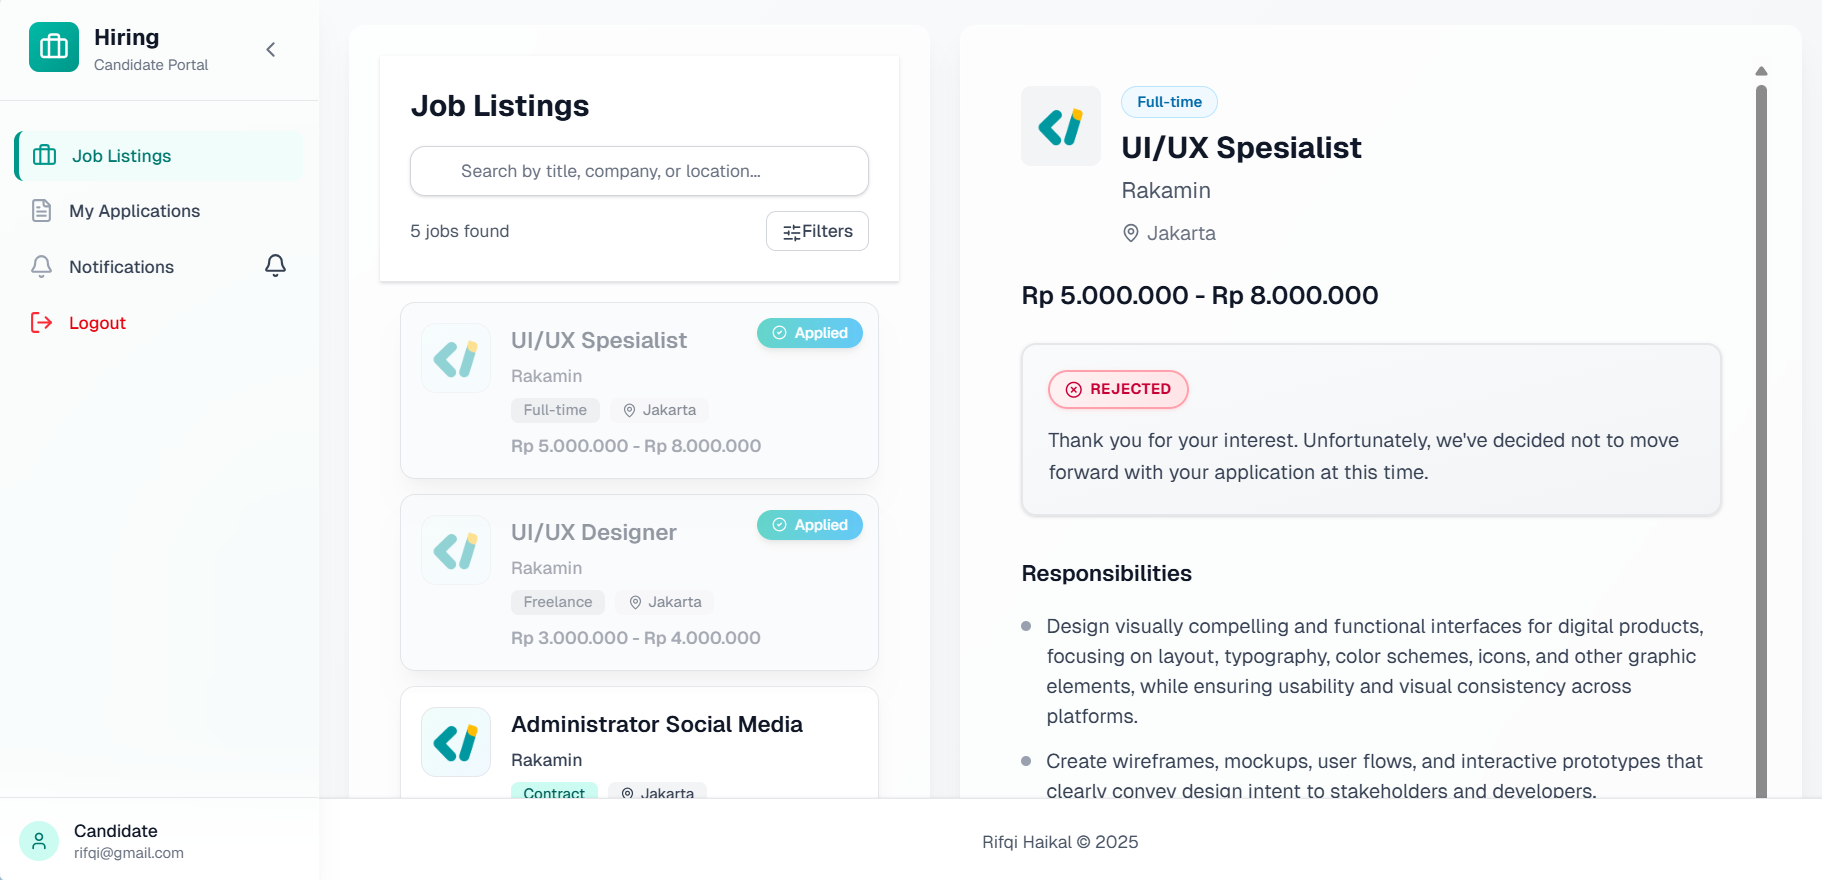 Hiring
Candidate Portal
Job Listings
My Applications
Notifications
Logout
Candidate
rifqi@gmail.com
Job Listings
Search by title, company, or location...
5 jobs found
Filters
UI/UX Spesialist
Applied
Rakamin
Full-time
Jakarta
Rp 5.000.000 - Rp 8.000.000
UI/UX Designer
Applied
Rakamin
Freelance
Jakarta
Rp 3.000.000 - Rp 4.000.000
Administrator Social Media
Rakamin
Contract
Jakarta
Full-time
UI/UX Spesialist
Rakamin
Jakarta
Rp 5.000.000 - Rp 8.000.000
REJECTED
Thank you for your interest. Unfortunately, we've decided not to move
forward with your application at this time.
Responsibilities
Design visually compelling and functional interfaces for digital products,
focusing on layout, typography, color schemes, icons, and other graphic
elements, while ensuring usability and visual consistency across
platforms.
Create wireframes, mockups, user flows, and interactive prototypes that
clearly convey design intent to stakeholders and developers.
Rifqi Haikal © 2025